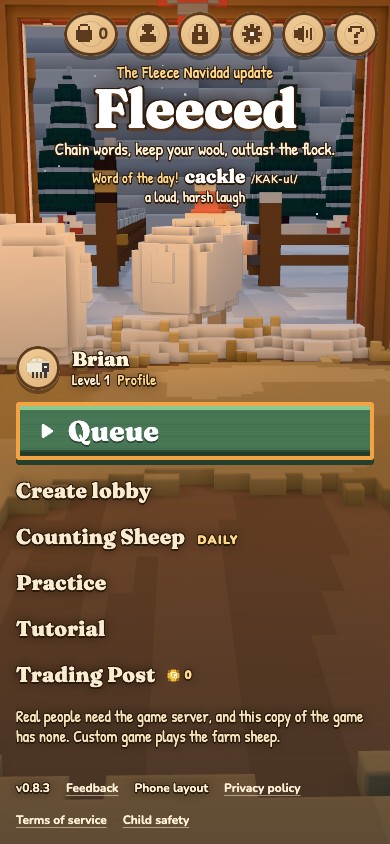 0
The Fleece Navidad update
Fleeced
Chain words, keep your wool, outlast the flock.
Word of the day! cackle /KAK-ul/
a loud, harsh laugh
Brian
Level 1 Profile
Queue
Create lobby
Counting Sheep DAILY
Practice
Tutorial
Trading Post 0
Real people need the game server, and this copy of the game
has none. Custom game plays the farm sheep.
v0.8.3 Feedback Phone layout Privacy policy
Terms of service Child safety